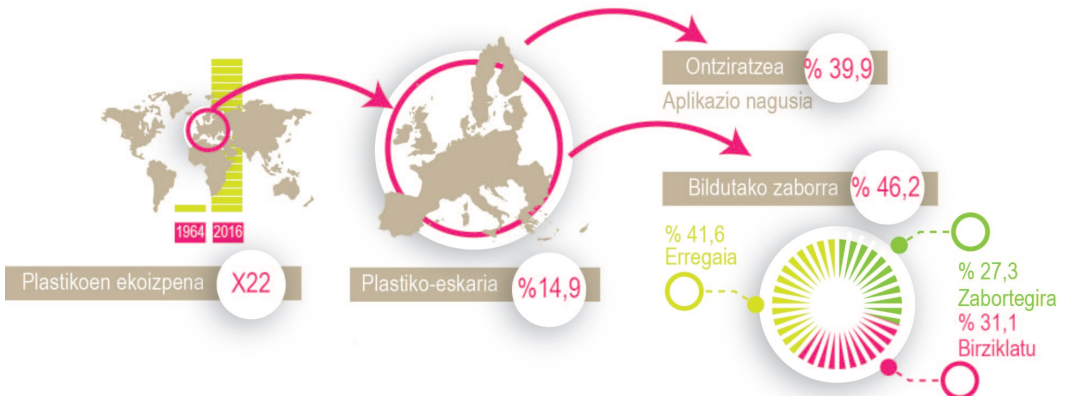 1964 2016
Plastikoen ekoizpena X22
Plastiko-eskaria %14,9
Ontziratzea % 39,9
Aplikazio nagusia
Bildutako zaborra % 46,2
% 41,6
Erregaia
% 27,3
Zabortegira
% 31,1
Birziklatu